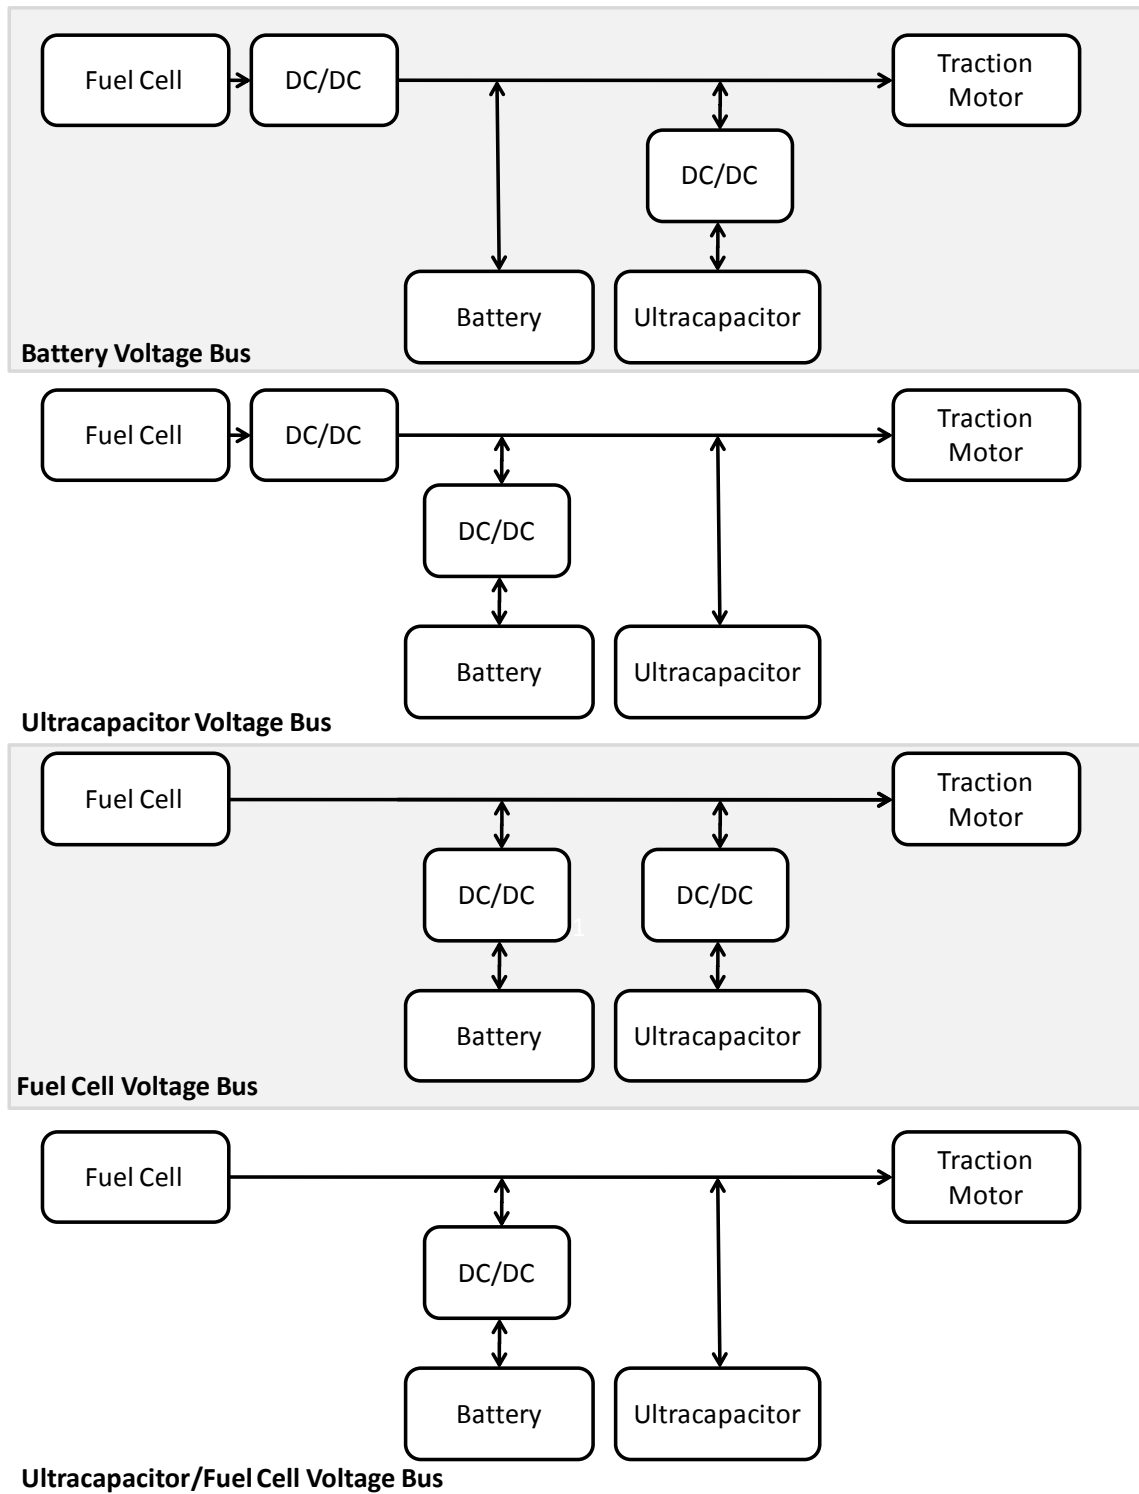 Fuel Cell
DC/DC
Traction
Motor
DC/DC
Battery
Ultracapacitor
Battery Voltage Bus
Fuel Cell
DC/DC
Traction
Motor
DC/DC
Battery
Ultracapacitor
Ultracapacitor Voltage Bus
Fuel Cell
Traction
Motor
DC/DC
DC/DC
1
Battery
Ultracapacitor
Fuel Cell Voltage Bus
Fuel Cell
Traction
Motor
DC/DC
Battery
Ultracapacitor
Ultracapacitor/Fuel Cell Voltage Bus